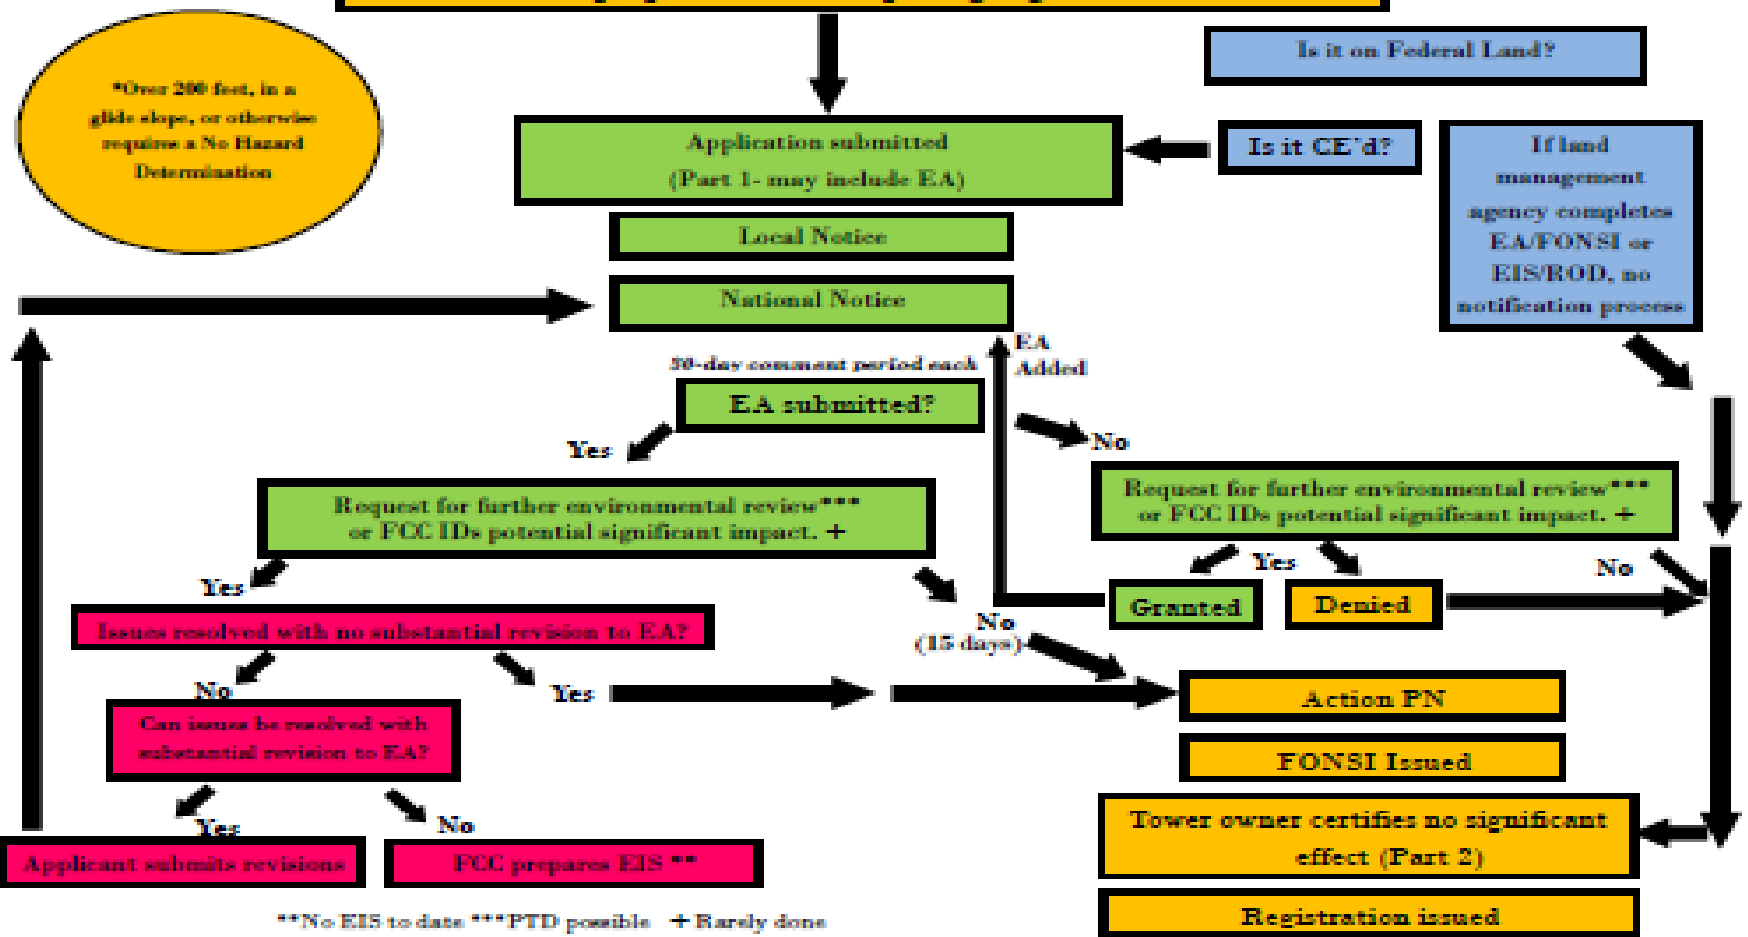 Is it on Federal Land?
*Over 200 feet, in a
glide slope, or otherwise
requires a No Hazard
Determination
Application submitted
(Part 1- may include EA)
Is it CE'd?
If land
management
agency completes
EA/FONSI or
EIS/ROD, no
notification process
Local Notice
National Notice
EA
Added
30-day comment period each
EA submitted?
Yes
No
Request for further environmental review***
or FCC IDs potential significant impact. +
Request for further environmental review***
or FCC IDs potential significant impact. +
Yes
No
(15 days)
Yes
No
Granted
Denied
Issues resolved with no substantial revision to EA?
No
Yes
Action PN
Can issues be resolved with
substantial revision to EA?
FONSI Issued
Yes
No
Tower owner certifies no significant
effect (Part 2)
Applicant submits revisions
FCC prepares EIS **
Registration issued
**No EIS to date ***PTD possible + Rarely done